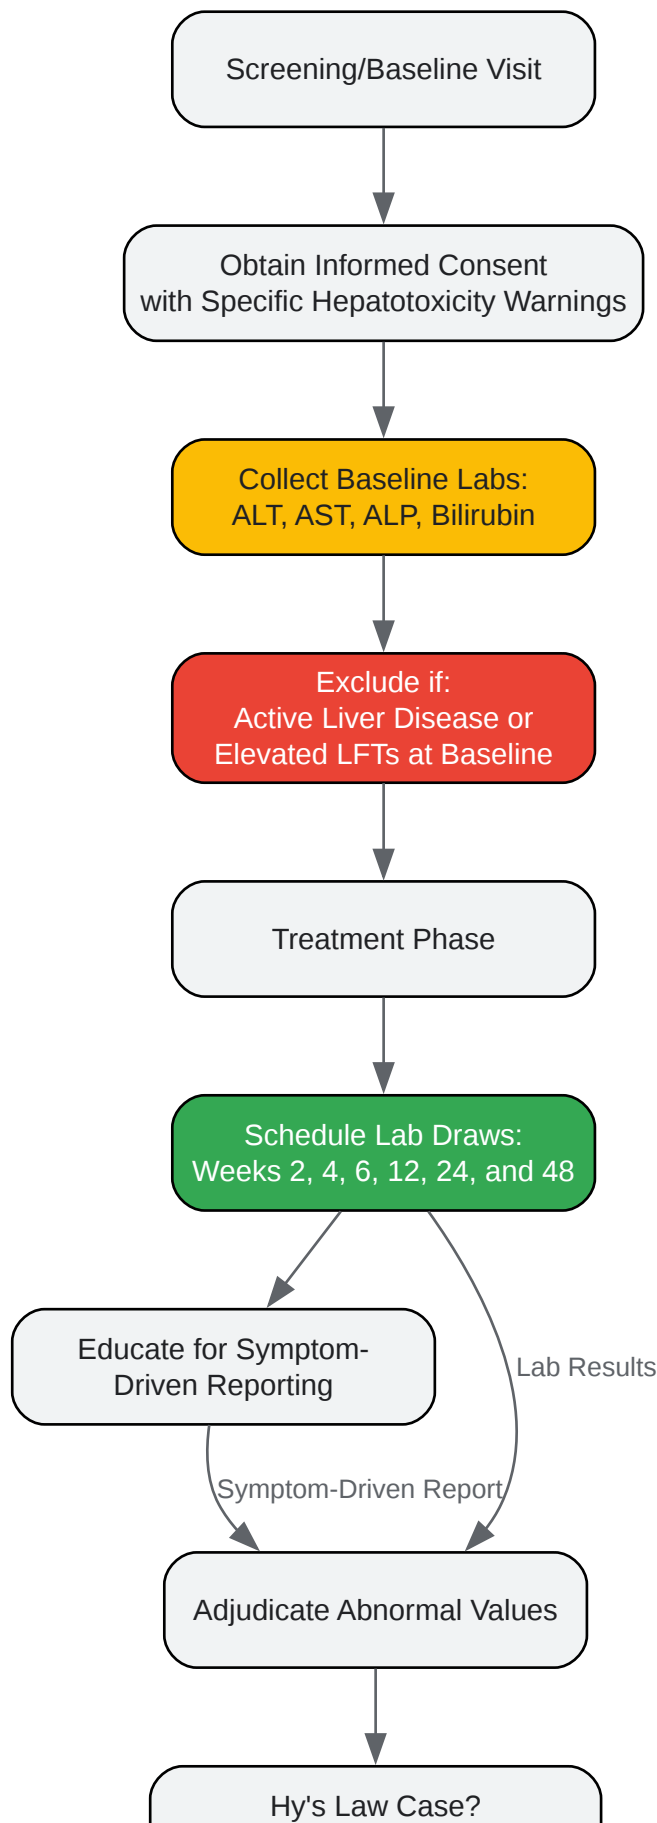 Screening/Baseline Visit
Obtain Informed Consent
with Specific Hepatotoxicity Warnings
Collect Baseline Labs:
ALT, AST, ALP, Bilirubin
Exclude if:
Active Liver Disease or
Elevated LFTs at Baseline
Treatment Phase
Schedule Lab Draws:
Weeks 2, 4, 6, 12, 24, and 48
Educate for Symptom-
Driven Reporting
Lab Results
Symptom-Driven Report
Adjudicate Abnormal Values
Hy's Law Case?